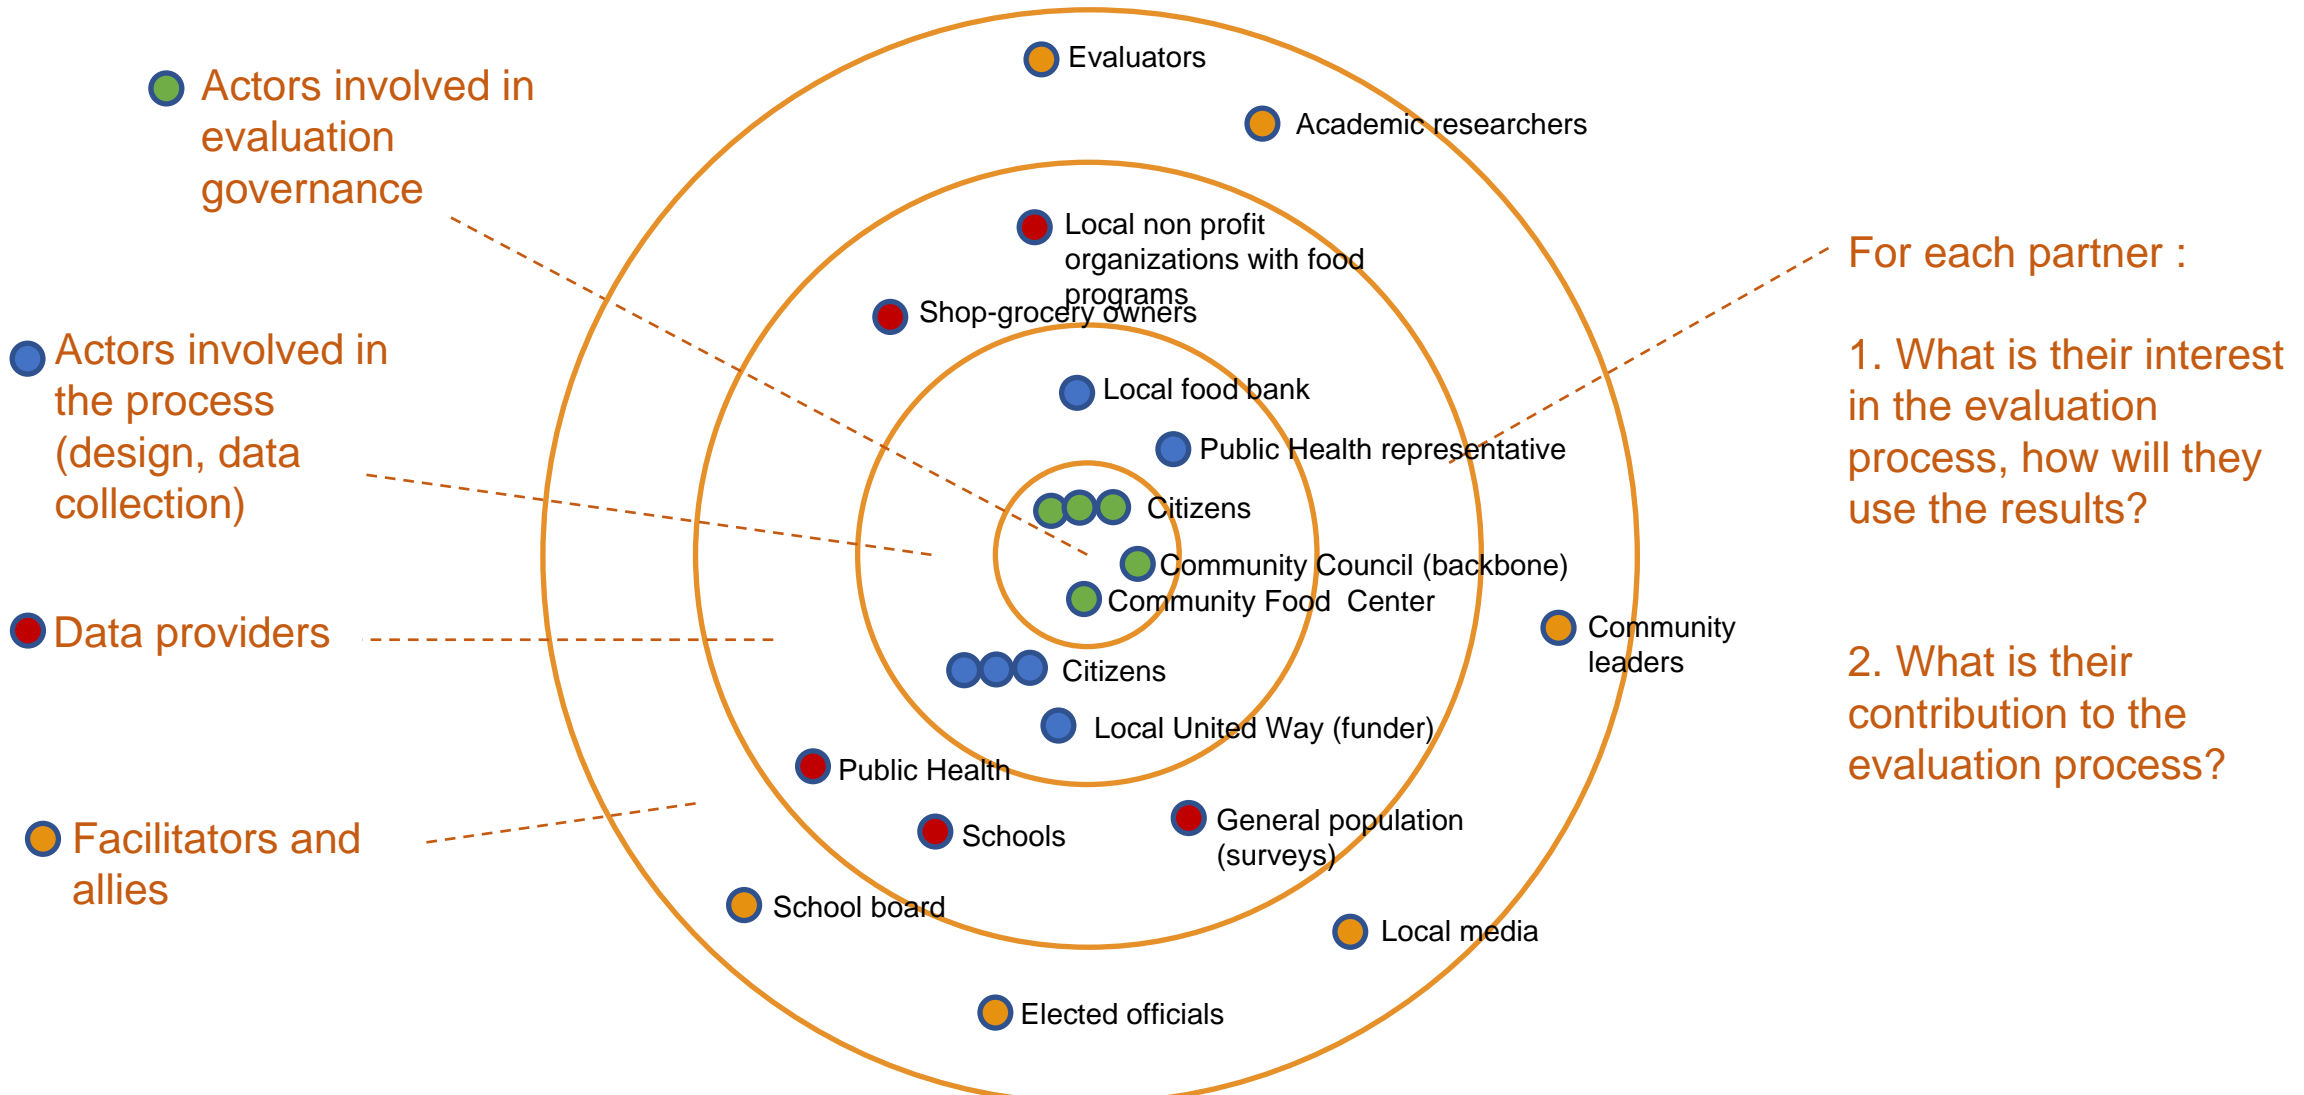 Evaluators
Actors involved in
evaluation
governance
Academic researchers
Local non profit
organizations with food
programs
Shop-grocery owners
For each partner :
1. What is their interest
in the evaluation
process, how will they
use the results?
2. What is their
contribution to the
evaluation process?
Actors involved in
the process
(design, data
collection)
Local food bank
Public Health representative
Citizens
Community Council (backbone)
Community Food Center
Data providers
Community
leaders
Citizens
Local United Way (funder)
Public Health
Schools
General population
(surveys)
Facilitators and
allies
School board
Local media
Elected officials